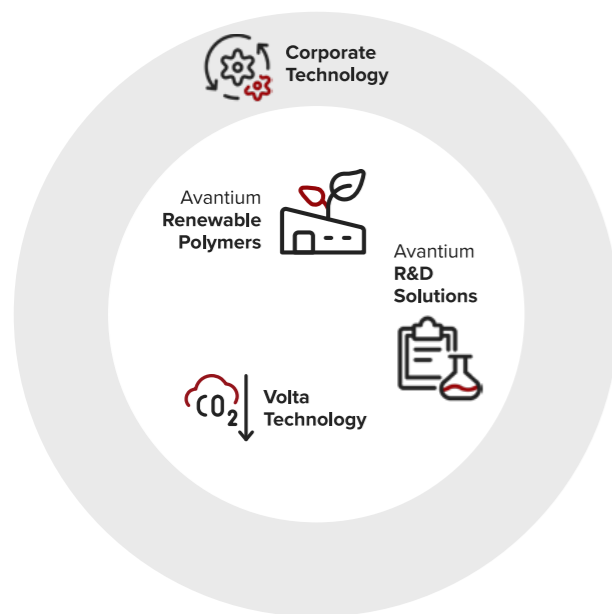 Corporate
Technology
Avantium
Renewable
Polymers
Avantium
R&D
Solutions
CO2
Volta
Technology